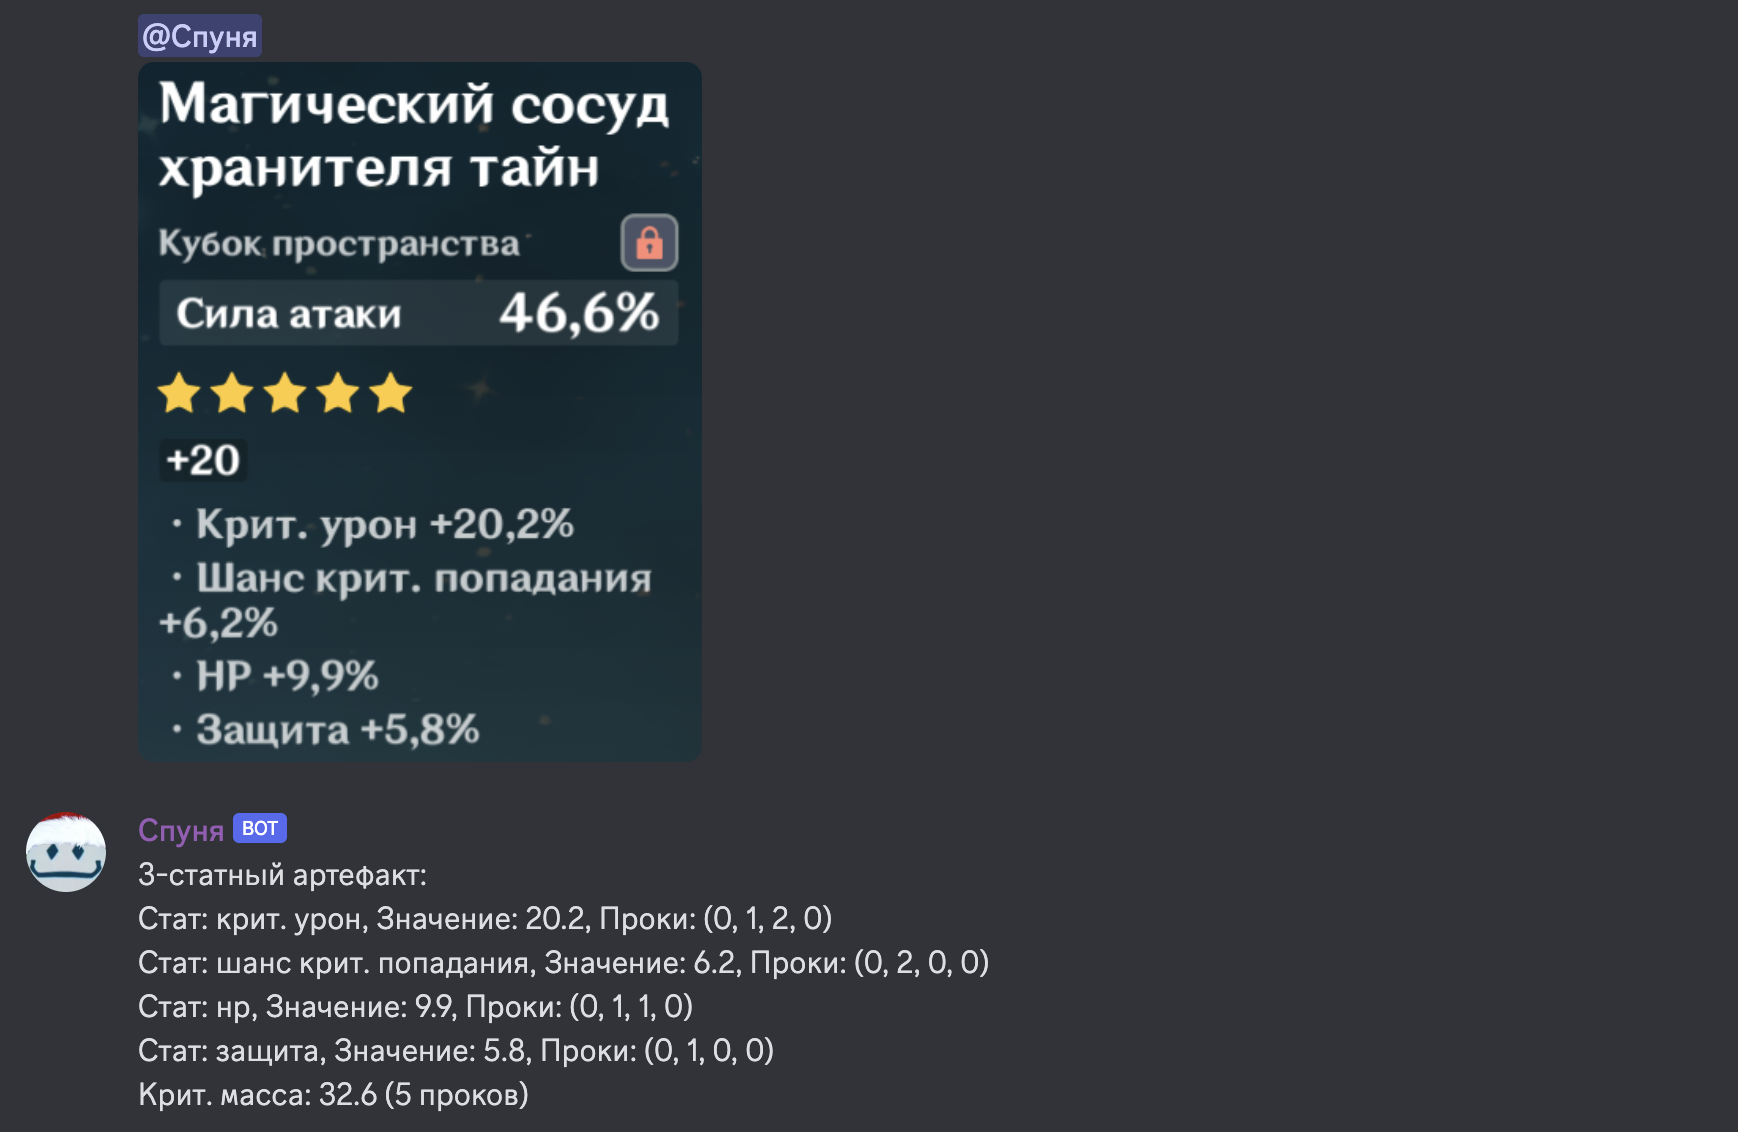 @Спуня
Магический сосуд
хранителя тайн
Кубок пространства
Сила атаки 46,6%
+20
· Крит. урон +20,2%
· Шанс крит. попадания
+6,2%
· HP +9,9%
· Защита +5,8%
Спуня БОТ
3-статный артефакт:
Стат: крит. урон, Значение: 20.2, Проки: (0, 1, 2, 0)
Стат: шанс крит. попадания, Значение: 6.2, Проки: (0, 2, 0, 0)
Стат: нр, Значение: 9.9, Проки: (0, 1, 1, 0)
Стат: защита, Значение: 5.8, Проки: (0, 1, 0, 0)
Крит. масса: 32.6 (5 проков)